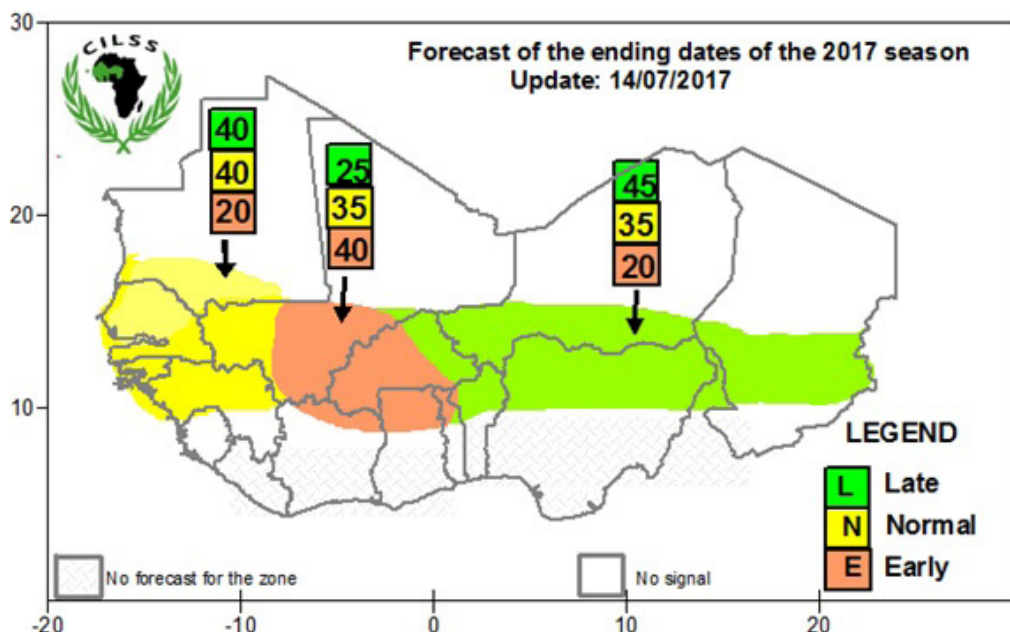 30
CILSS
Forecast of the ending dates of the 2017 season
Update: 14/07/2017
40
40
20
25
35
40
45
35
20
20
10
LEGEND
L Late
N Normal
E Early
No forecast for the zone
No signal
-20 -10 0 10 20